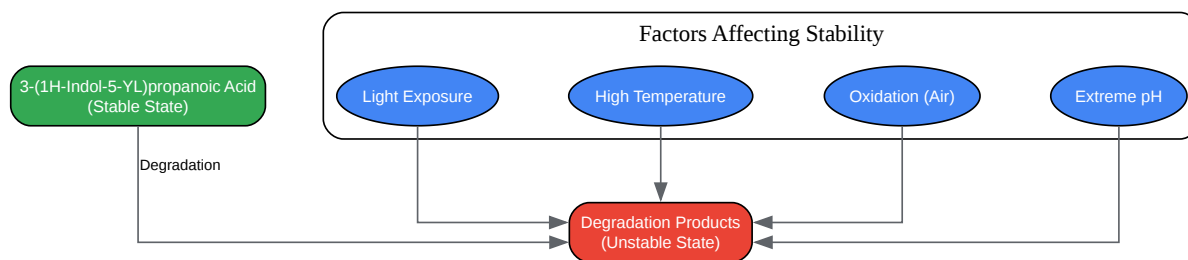 Factors Affecting Stability
3-(1H-Indol-5-YL)propanoic Acid
(Stable State)
Light Exposure
High Temperature
Oxidation (Air)
Extreme pH
Degradation
Degradation Products
(Unstable State)